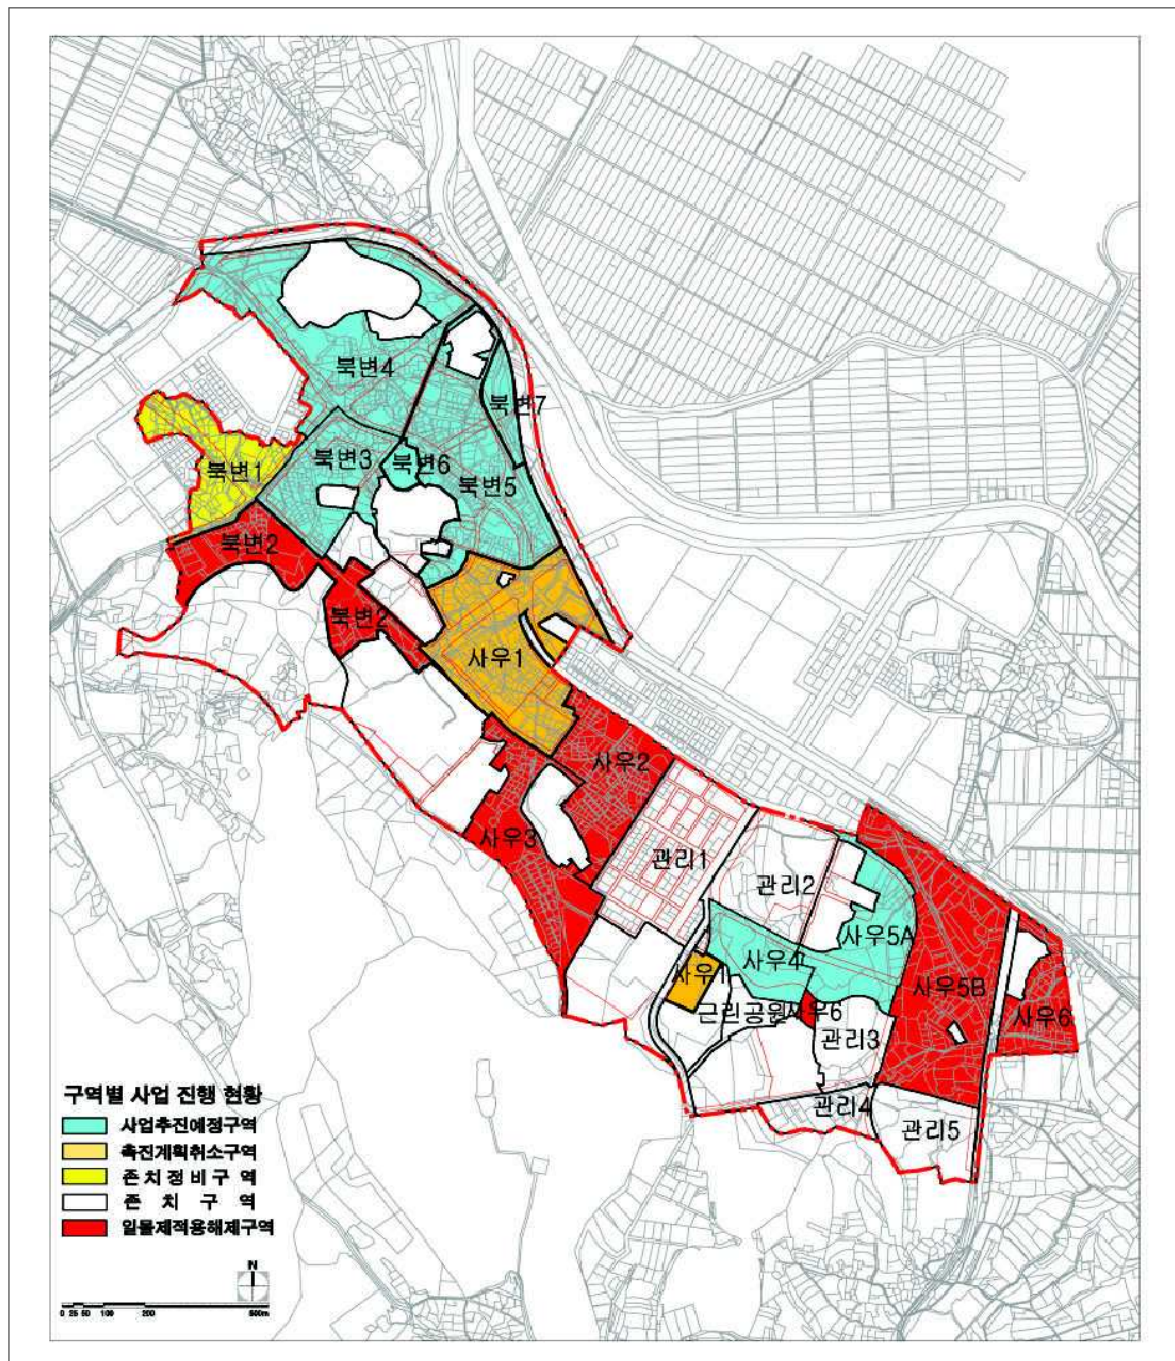 북변4
북변7
북변3
북변6
북변1
북변5
북변2
북변2
사우1
사우2
사우3
관리1
관리2
사우5A
사우4
사우1
사우5B
근린공원
사우6
사우6
관리3
관리4
관리5
구역별 사업 진행 현황
사업추진예정구역
촉진계획취소구역
존치정비구역
존 치 구 역
일몰제적용해제구역
N
0 25 50 100 200 500m